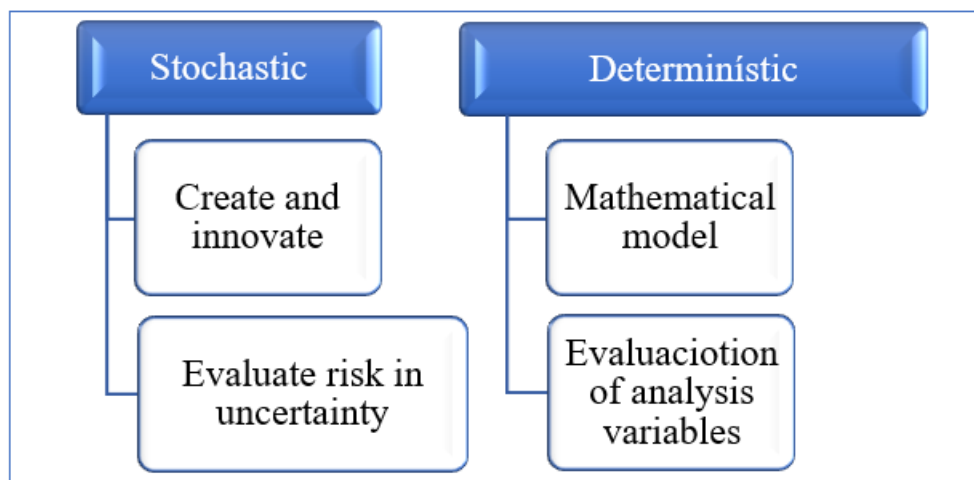 Stochastic
Create and
innovate
Evaluate risk in
uncertainty
Determinístic
Mathematical
model
Evaluaciotion
of analysis
variables